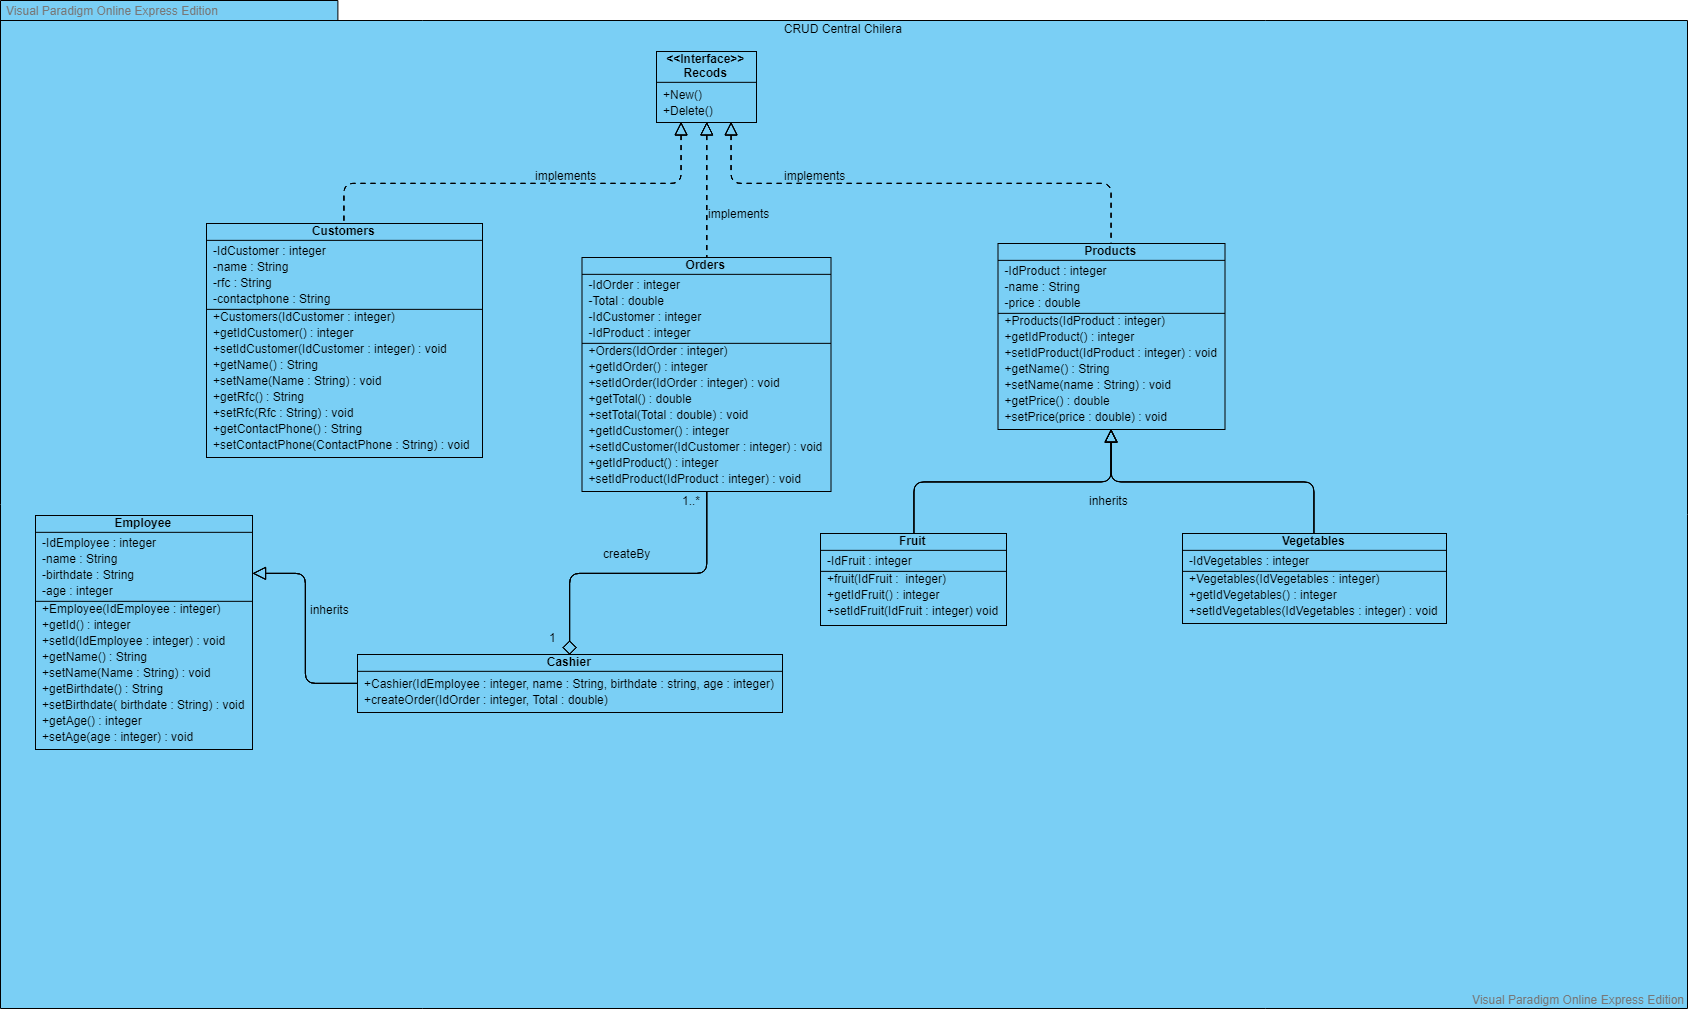 Visual Paradigm Online Express Edition
CRUD Central Chilera
<<Interface>>
Recods
+New()
+Delete()
implements
implements
implements
Customers
-IdCustomer : integer
-name : String
-rfc : String
-contactphone : String
+Customers(IdCustomer : integer)
+getIdCustomer() : integer
+setIdCustomer(IdCustomer : integer) : void
+getName() : String
+setName(Name : String) : void
+getRfc() : String
+setRfc(Rfc : String) : void
+getContactPhone() : String
+setContactPhone(ContactPhone : String) : void
Orders
-IdOrder : integer
-Total : double
-IdCustomer : integer
-IdProduct : integer
+Orders(IdOrder : integer)
+getIdOrder() : integer
+setIdOrder(IdOrder : integer) : void
+getTotal() : double
+setTotal(Total : double) : void
+getIdCustomer() : integer
+setIdCustomer(IdCustomer : integer) : void
+getIdProduct() : integer
+setIdProduct(IdProduct : integer) : void
Products
-IdProduct : integer
-name : String
-price : double
+Products(IdProduct : integer)
+getIdProduct() : integer
+setIdProduct(IdProduct : integer) : void
+getName() : String
+setName(name : String) : void
+getPrice() : double
+setPrice(price : double) : void
1..*
createBy
1
inherits
Employee
-IdEmployee : integer
-name : String
-birthdate : String
-age : integer
+Employee(IdEmployee : integer)
+getId() : integer
+setId(IdEmployee : integer) : void
+getName() : String
+setName(Name : String) : void
+getBirthdate() : String
+setBirthdate( birthdate : String) : void
+getAge() : integer
+setAge(age : integer) : void
inherits
Cashier
+Cashier(IdEmployee : integer, name : String, birthdate : string, age : integer)
+createOrder(IdOrder : integer, Total : double)
Fruit
-IdFruit : integer
+fruit(IdFruit :  integer)
+getIdFruit() : integer
+setIdFruit(IdFruit : integer) void
Vegetables
-IdVegetables : integer
+Vegetables(IdVegetables : integer)
+getIdVegetables() : integer
+setIdVegetables(IdVegetables : integer) : void
Visual Paradigm Online Express Edition